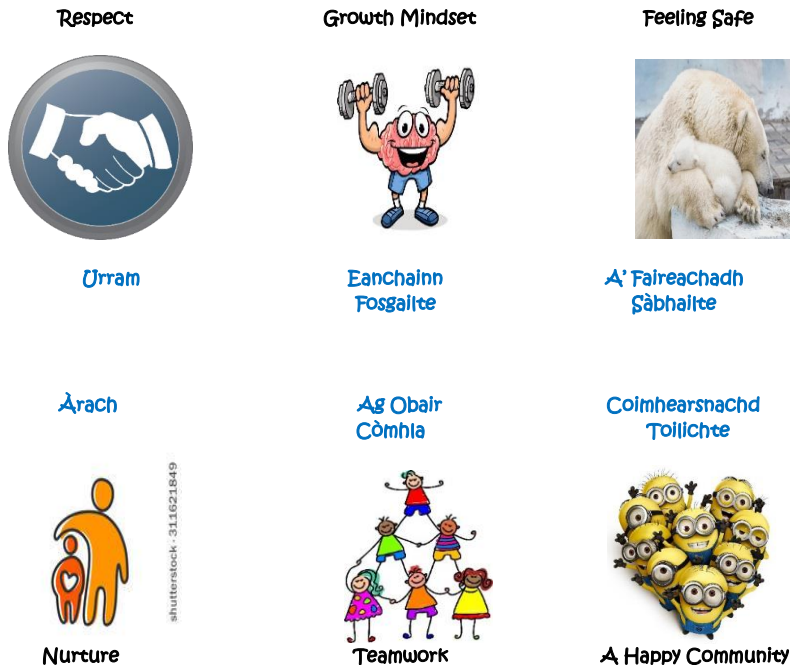 Respect
Growth Mindset
Feeling Safe
Urram
Eanchainn
Fosgailte
A' Faireachadh
Sàbhailte
Àrach
Ag Obair
Còmhla
Coimhearsnachd
Toilichte
shutterstock · 311621849
Nurture
Teamwork
A Happy Community